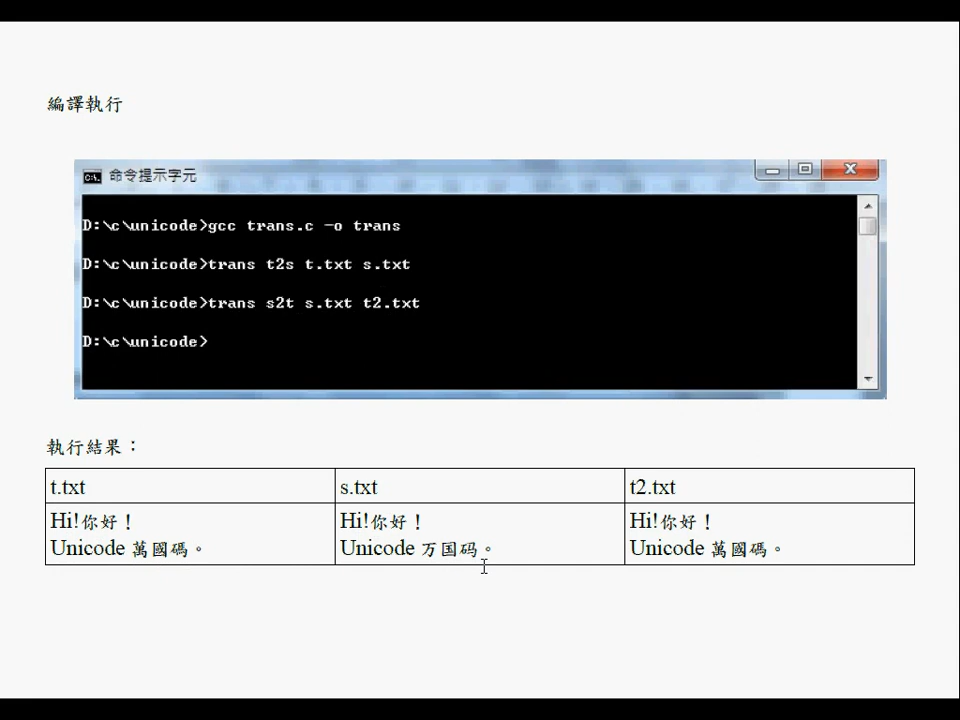 編譯執行
命令提示字元
D:\c\unicode>gcc trans.c -o trans
D:\c\unicode>trans t2s t.txt s.txt
D:\c\unicode>trans s2t s.txt t2.txt
D:\c\unicode>
執行結果：
t.txt s.txt t2.txt
Hi!你好！ Hi!你好！ Hi!你好！
Unicode 萬國碼。 Unicode 万国码。 Unicode 萬國碼。